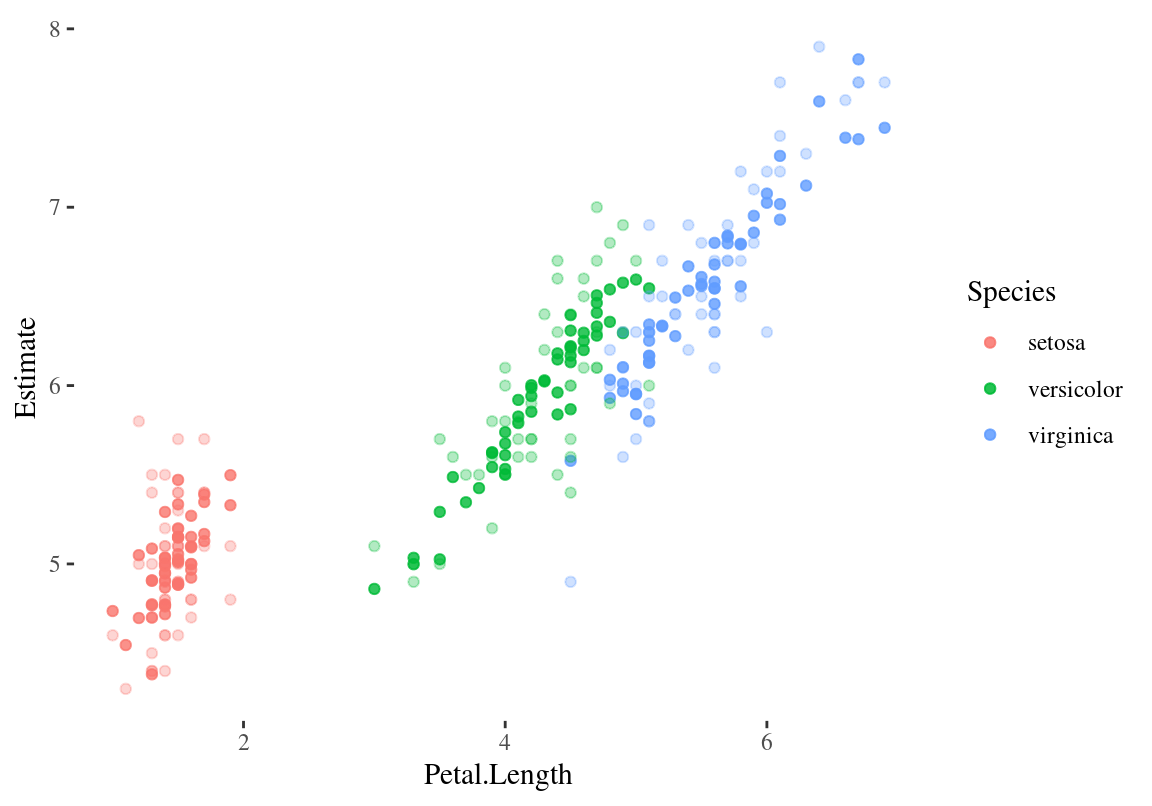 8
7
6
5
Estimate
2
4
6
Petal.Length
Species
setosa
versicolor
virginica